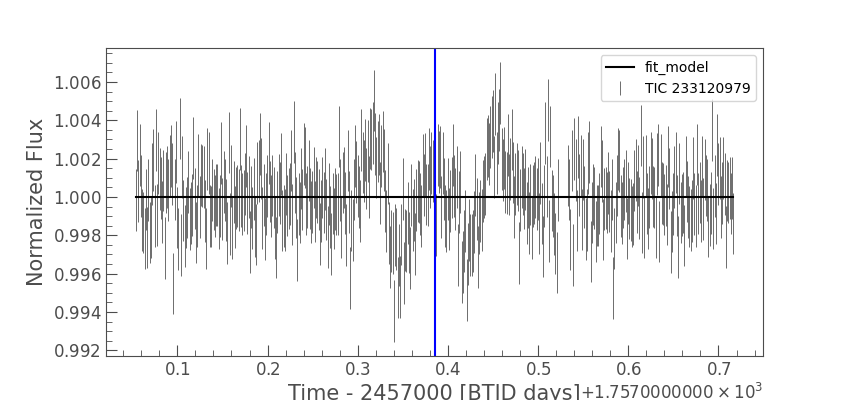 fit_model
TIC 233120979
1.006
1.004
1.002
1.000
0.998
0.996
0.994
0.992
Normalized Flux
0.1 0.2 0.3 0.4 0.5 0.6 0.7
Time - 2457000 [BTJD days]
+1.7570000000 × 10³